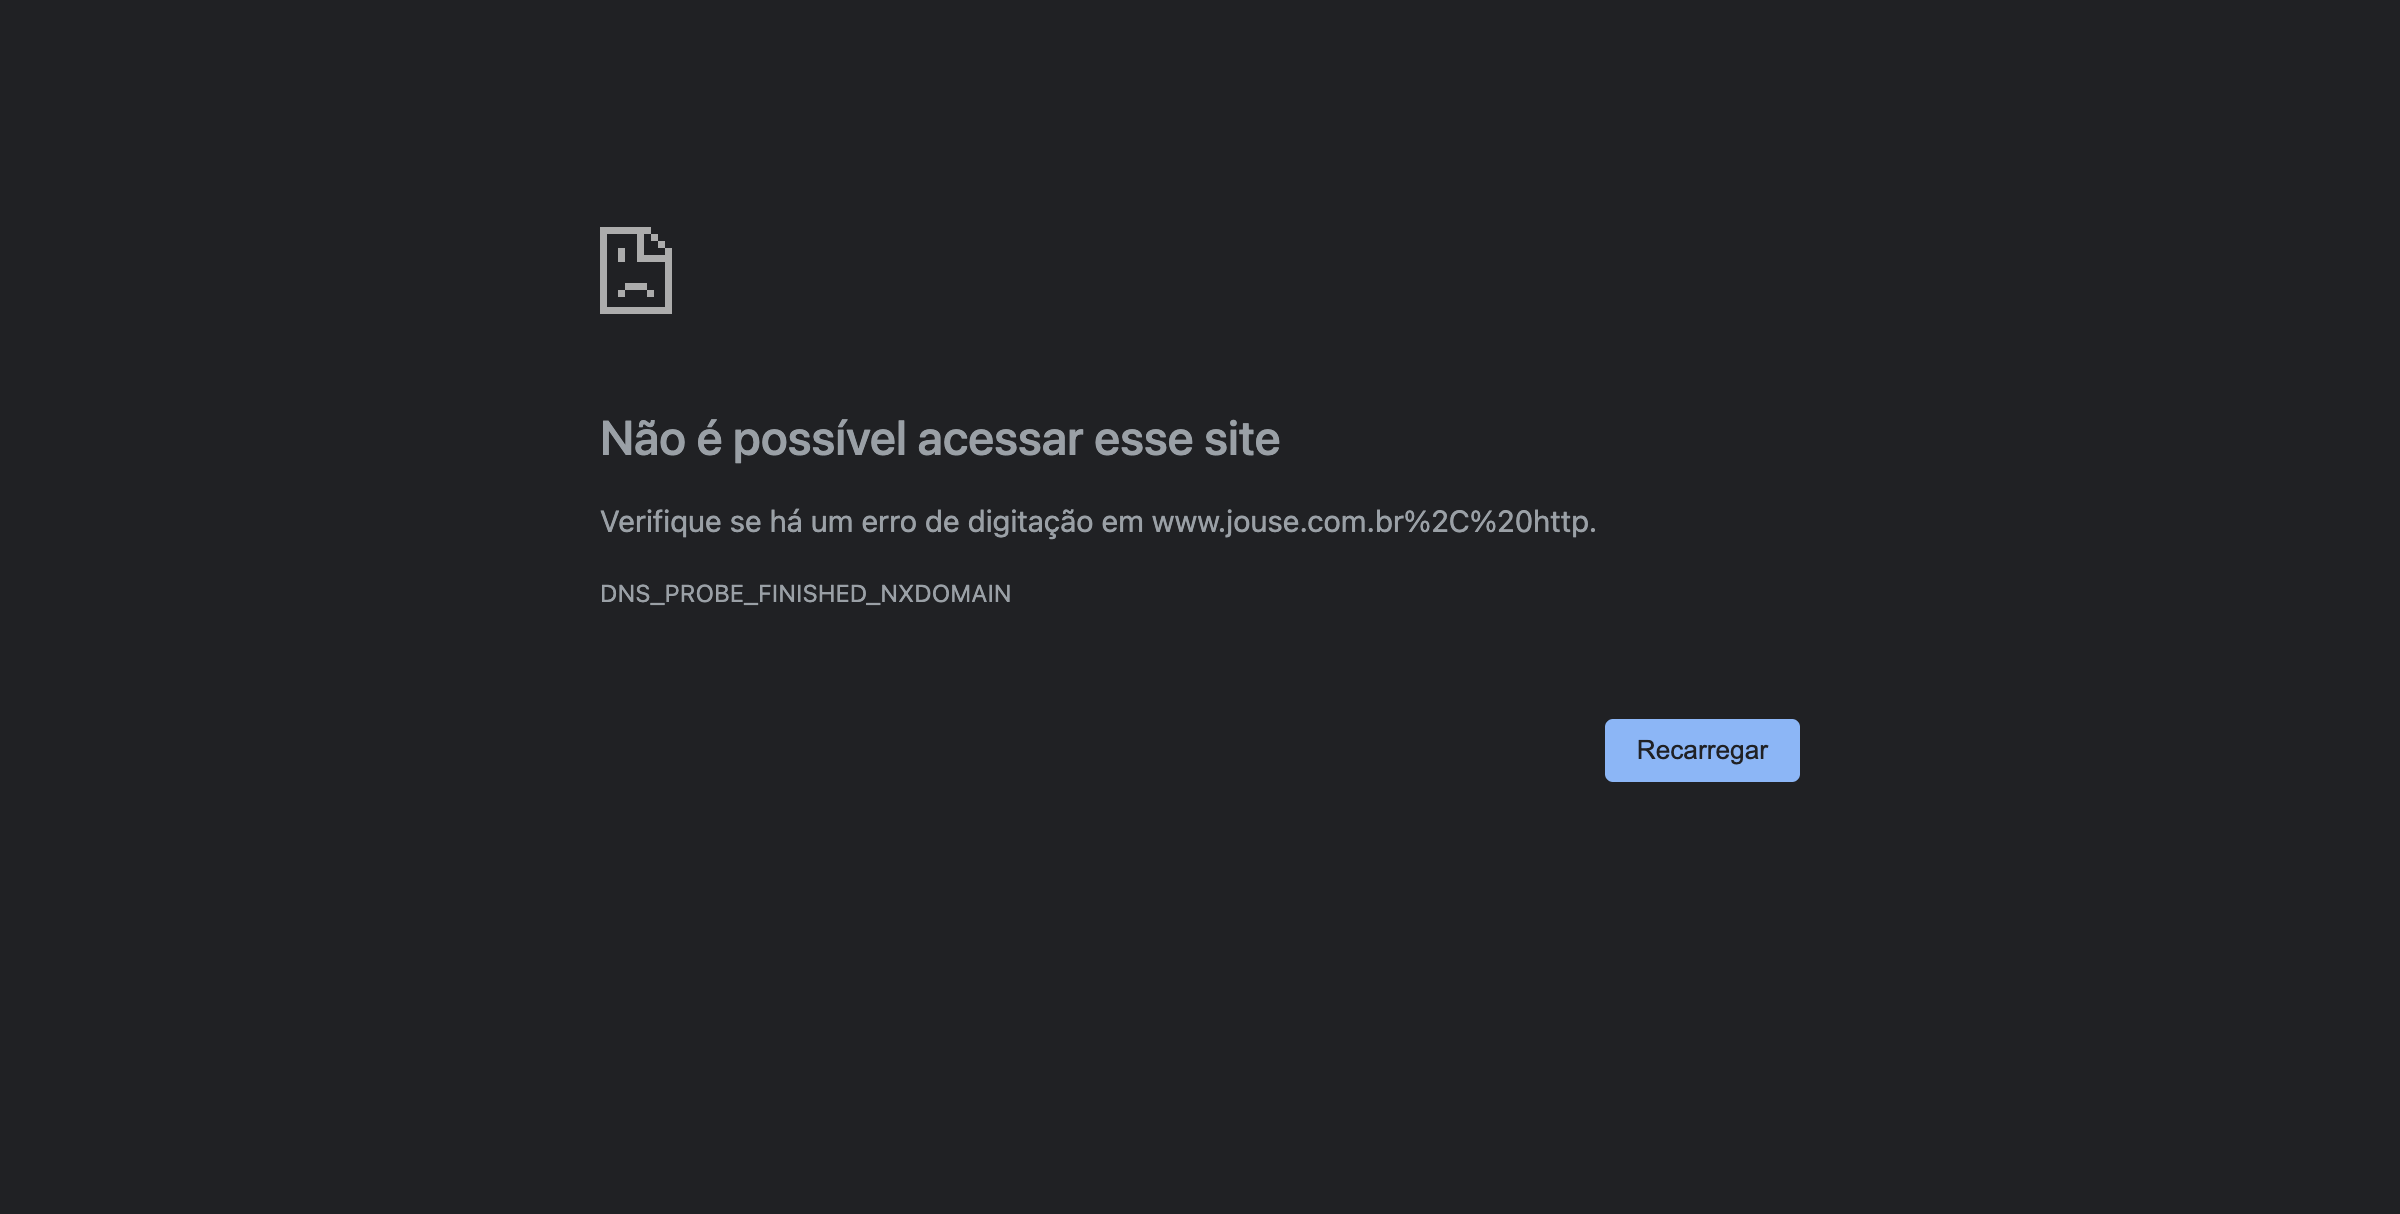 Não é possível acessar esse site
Verifique se há um erro de digitação em www.jouse.com.br%2C%20http.
DNS_PROBE_FINISHED_NXDOMAIN
Recarregar